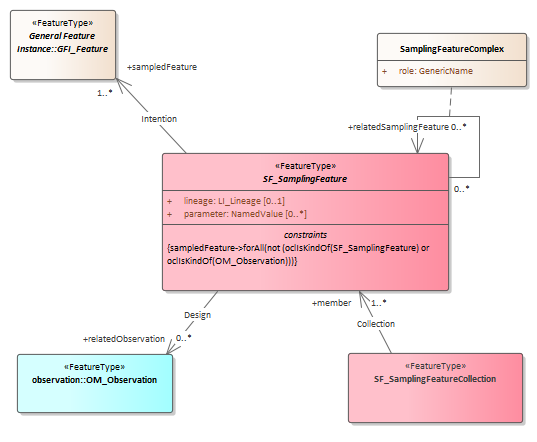 «FeatureType»
General Feature
Instance::GFI_Feature
SamplingFeatureComplex
+ role: GenericName
+sampledFeature
1..*
Intention
+relatedSamplingFeature 0..*
«FeatureType»
SF_SamplingFeature
0..*
+ lineage: LI_Lineage [0..1]
+ parameter: NamedValue [0..*]
constraints
{sampledFeature->forAll(not (oclIsKindOf(SF_SamplingFeature) or
oclIsKindOf(OM_Observation)))}
+member
1..*
Design
Collection
+relatedObservation
0..*
«FeatureType»
observation::OM_Observation
«FeatureType»
SF_SamplingFeatureCollection